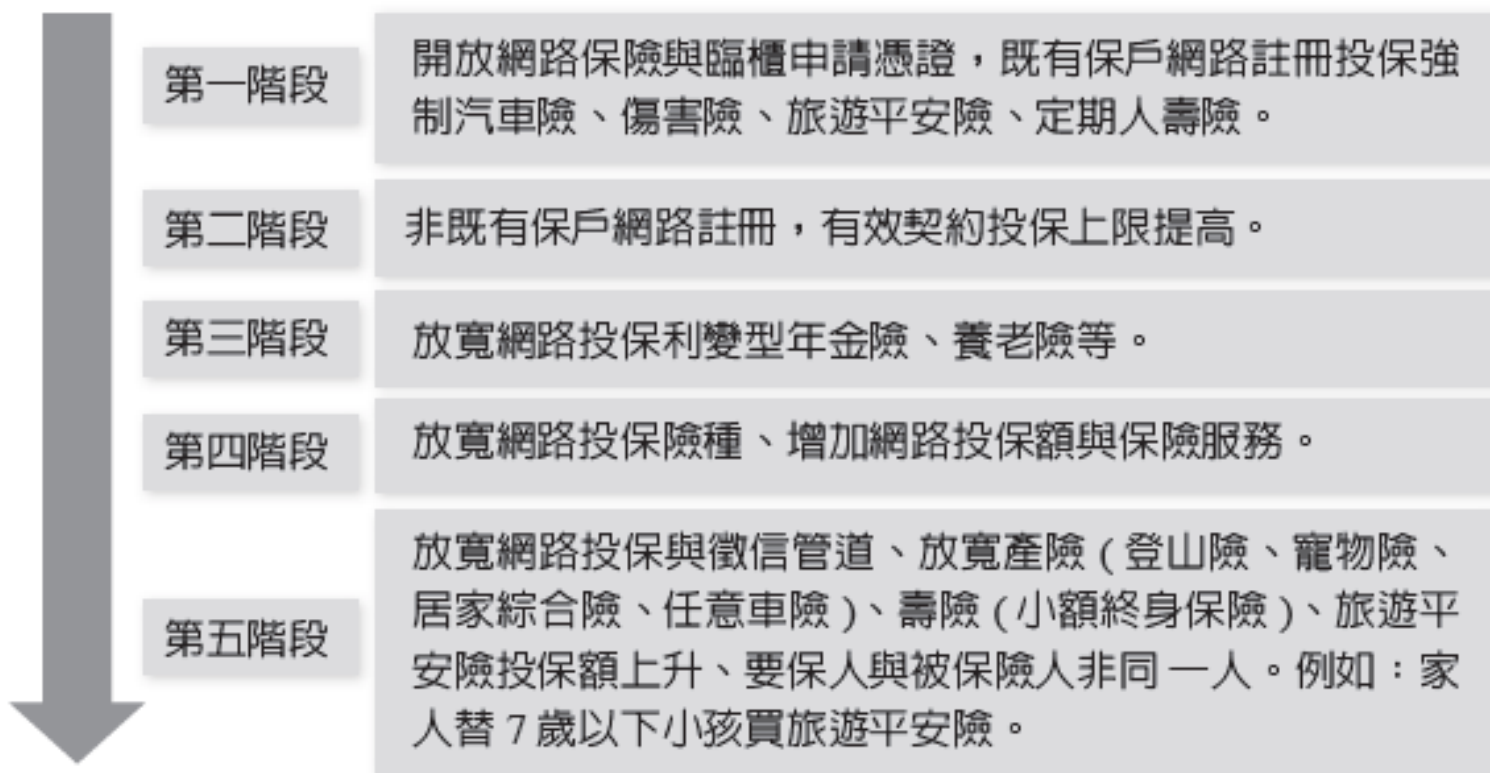 第一階段
開放網路保險與臨櫃申請憑證，既有保戶網路註冊投保強
制汽車險、傷害險、旅遊平安險、定期人壽險。
第二階段
非既有保戶網路註冊，有效契約投保上限提高。
第三階段
放寬網路投保利變型年金險、養老險等。
第四階段
放寬網路投保險種、增加網路投保額與保險服務。
第五階段
放寬網路投保與徵信管道、放寬產險（登山險、寵物險、
居家綜合險、任意車險）、壽險（小額終身保險）、旅遊平
安險投保額上升、要保人與被保險人非同一人。例如：家
人替 7 歲以下小孩買旅遊平安險。